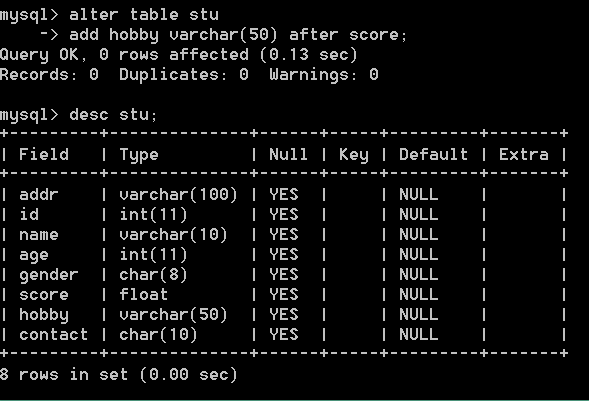 mysql> alter table stu
    -> add hobby varchar(50) after score;
Query OK, 0 rows affected (0.13 sec)
Records: 0  Duplicates: 0  Warnings: 0

mysql> desc stu;
+---------+--------------+------+-----+---------+-------+
| Field   | Type         | Null | Key | Default | Extra |
+---------+--------------+------+-----+---------+-------+
| addr    | varchar(100) | YES  |     | NULL    |       |
| id      | int(11)      | YES  |     | NULL    |       |
| name    | varchar(10)  | YES  |     | NULL    |       |
| age     | int(11)      | YES  |     | NULL    |       |
| gender  | char(8)      | YES  |     | NULL    |       |
| score   | float        | YES  |     | NULL    |       |
| hobby   | varchar(50)  | YES  |     | NULL    |       |
| contact | char(10)     | YES  |     | NULL    |       |
+---------+--------------+------+-----+---------+-------+
8 rows in set (0.00 sec)